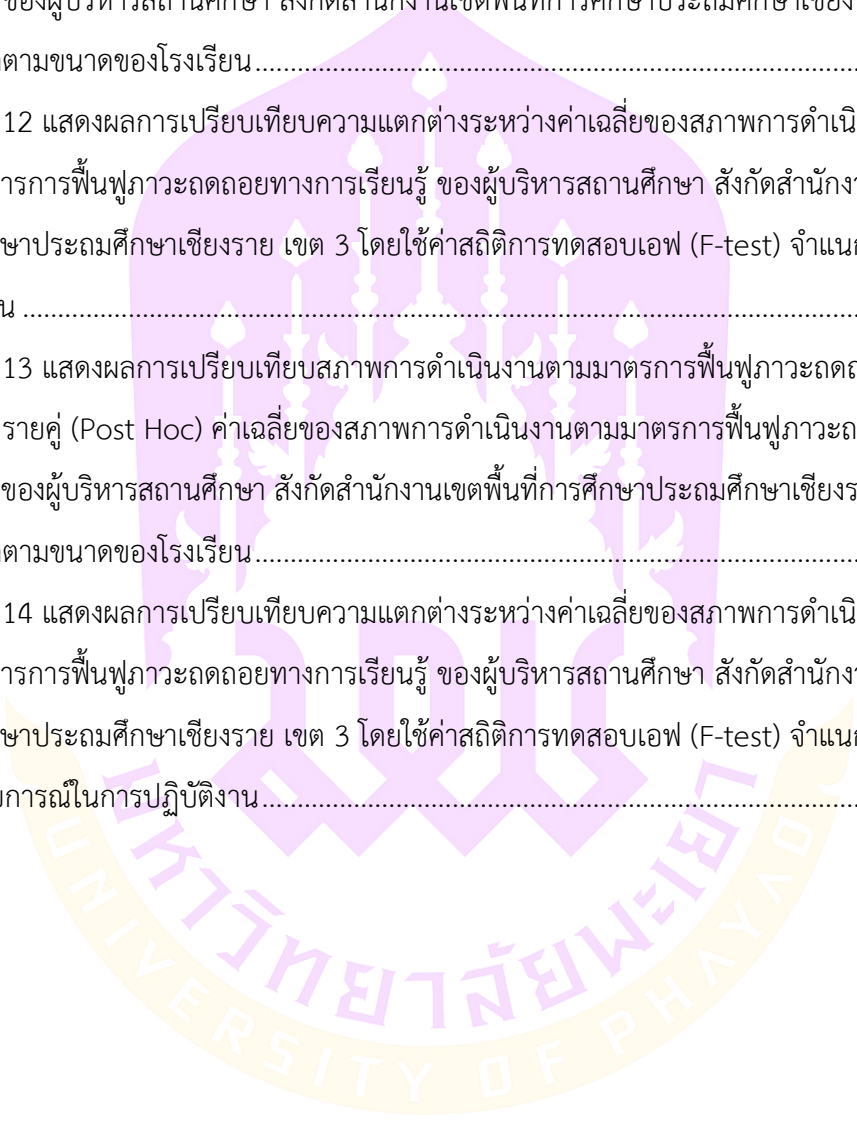 ของผู้บริหารสถานศึกษา สังกัดสำนักงานเขตพื้นที่การศึกษาประถมศึกษาเชียงร
ตามขนาดของโรงเรียน
12 แสดงผลการเปรียบเทียบความแตกต่างระหว่างค่าเฉลี่ยของสภาพการดำเนิ
ารการฟื้นฟูภาวะถดถอยทางการเรียนรู้ ของผู้บริหารสถานศึกษา สังกัดสำนักงา
ษาประถมศึกษาเชียงราย เขต 3 โดยใช้ค่าสถิติการทดสอบเอฟ (F-test) จำแน
น
13 แสดงผลการเปรียบเทียบสภาพการดำเนินงานตามมาตรการฟื้นฟูภาวะถดถ
รายคู่ (Post Hoc) ค่าเฉลี่ยของสภาพการดำเนินงานตามมาตรการฟื้นฟูภาวะถ
ของผู้บริหารสถานศึกษา สังกัดสำนักงานเขตพื้นที่การศึกษาประถมศึกษาเชียงร
ตามขนาดของโรงเรียน
14 แสดงผลการเปรียบเทียบความแตกต่างระหว่างค่าเฉลี่ยของสภาพการดำเนิ
ารการฟื้นฟูภาวะถดถอยทางการเรียนรู้ ของผู้บริหารสถานศึกษา สังกัดสำนักงา
ษาประถมศึกษาเชียงราย เขต 3 โดยใช้ค่าสถิติการทดสอบเอฟ (F-test) จำแน
การณ์ในการปฏิบัติงาน
มหาวิทยาลัยพะเยา
UNIVERSITY OF PHAYAO